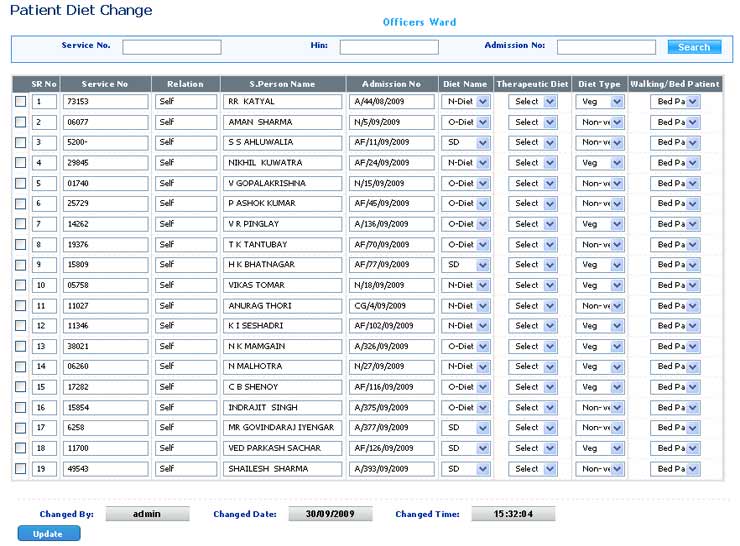 Patient Diet Change
Officers Ward
Service No. Hin: Admission No: Search
SR No Service No Relation S.Person Name Admission No Diet Name Therapeutic Diet Diet Type Walking/Bed Patient
1 73153 Self RR KATYAL A/44/08/2009 N-Diet Select Veg Bed Pa
2 06077 Self AMAN SHARMA N/5/09/2009 O-Diet Select Non-ve Bed Pa
3 5200- Self S S AHLUWALIA AF/11/09/2009 SD Select Non-ve Bed Pa
4 29845 Self NIKHIL KUWATRA AF/24/09/2009 N-Diet Select Veg Bed Pa
5 01740 Self V GOPALAKRISHNA N/15/09/2009 O-Diet Select Non-ve Bed Pa
6 25729 Self P ASHOK KUMAR AF/45/09/2009 O-Diet Select Non-ve Bed Pa
7 14262 Self V R PINGLAY A/136/09/2009 O-Diet Select Veg Bed Pa
8 19376 Self T K TANTUBAY AF/70/09/2009 O-Diet Select Non-ve Bed Pa
9 15809 Self H K BHATNAGAR AF/77/09/2009 SD Select Veg Bed Pa
10 05758 Self VIKAS TOMAR N/18/09/2009 N-Diet Select Veg Bed Pa
11 11027 Self ANURAG THORI CG/4/09/2009 N-Diet Select Non-ve Bed Pa
12 11346 Self K I SESHADRI AF/102/09/2009 N-Diet Select Veg Bed Pa
13 38021 Self N K MAMGAIN A/326/09/2009 O-Diet Select Veg Bed Pa
14 06260 Self N MALHOTRA N/27/09/2009 N-Diet Select Veg Bed Pa
15 17282 Self C B SHENOY AF/116/09/2009 O-Diet Select Veg Bed Pa
16 15854 Self INDRAJIT SINGH A/375/09/2009 O-Diet Select Non-ve Bed Pa
17 6258 Self MR GOVINDARAJ IYENGAR A/377/09/2009 SD Select Non-ve Bed Pa
18 11700 Self VED PARKASH SACHAR AF/126/09/2009 SD Select Veg Bed Pa
19 49543 Self SHAILESH SHARMA A/393/09/2009 SD Select Non-ve Bed Pa
Changed By: admin Changed Date: 30/09/2009 Changed Time: 15:32:04
Update